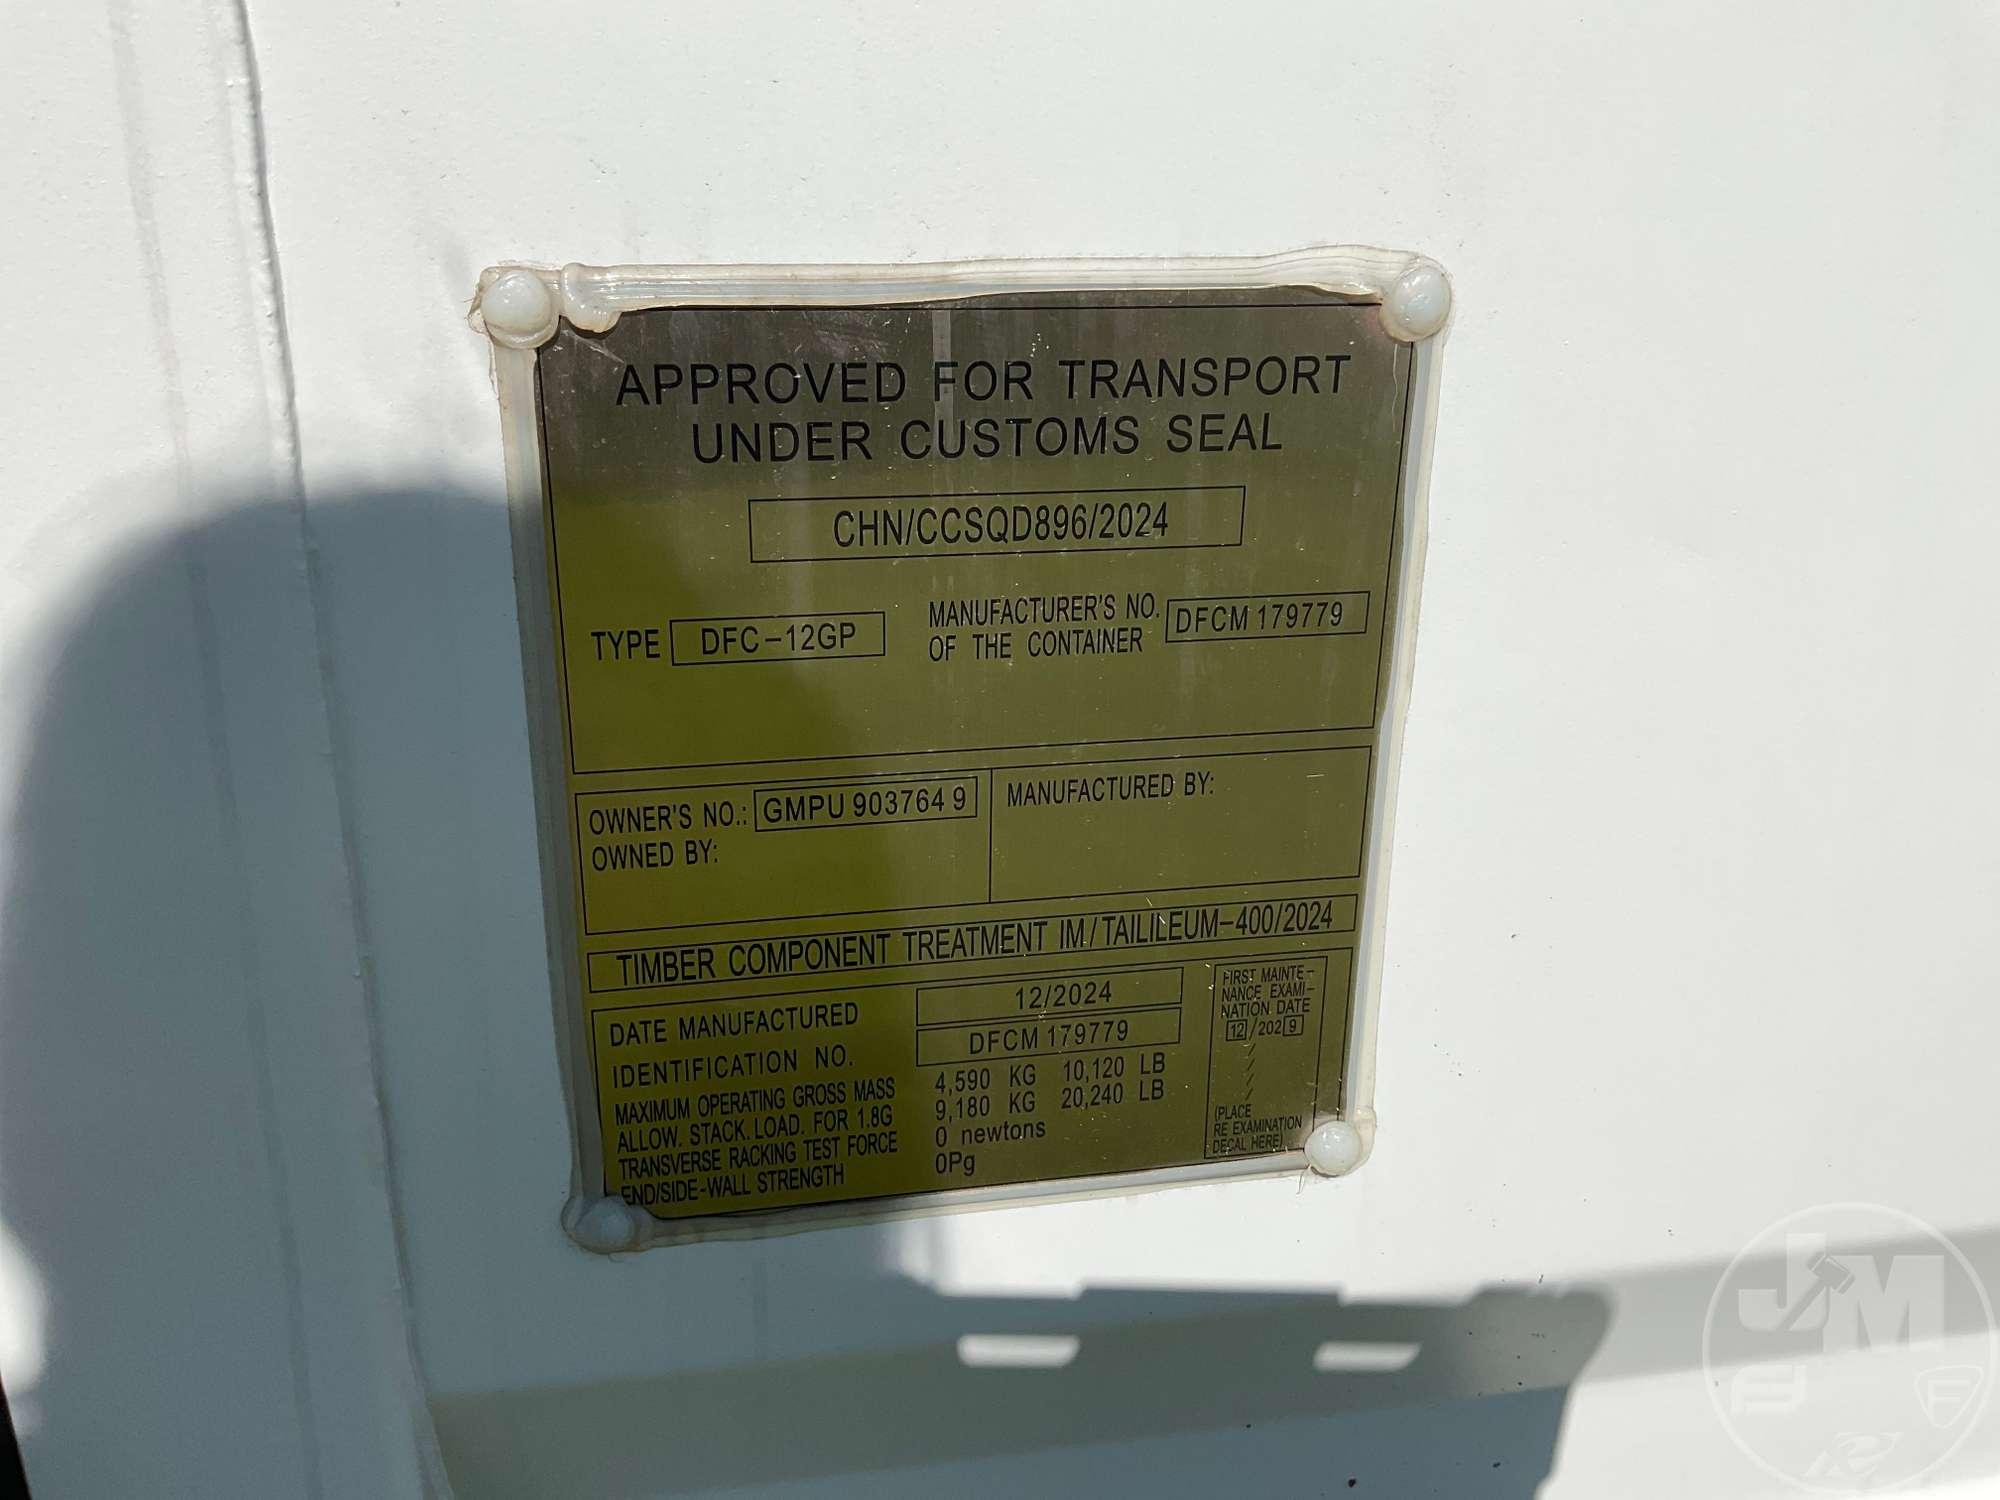 APPROVED FOR TRANSPORT
UNDER CUSTOMS SEAL
CHN/CCSQD896/2024
TYPE DFC-12GP
MANUFACTURER'S NO.
OF THE CONTAINER
DFCM 179779
OWNER'S NO.: GMPU 903764 9
OWNED BY:
MANUFACTURED BY:
TIMBER COMPONENT TREATMENT IM/TAILILEUM-400/2024
DATE MANUFACTURED 12/2024
IDENTIFICATION NO. DFCM 179779
MAXIMUM OPERATING GROSS MASS 4,590 KG 10,120 LB
ALLOW. STACK. LOAD. FOR 1.8G 9,180 KG 20,240 LB
TRANSVERSE RACKING TEST FORCE 0 newtons
END/SIDE-WALL STRENGTH 0Pg
FIRST MAINTE-
NANCE EXAMI-
NATION DATE
12/2029
/
/
/
/
(PLACE
RE EXAMINATION
DECAL HERE)
JM
F